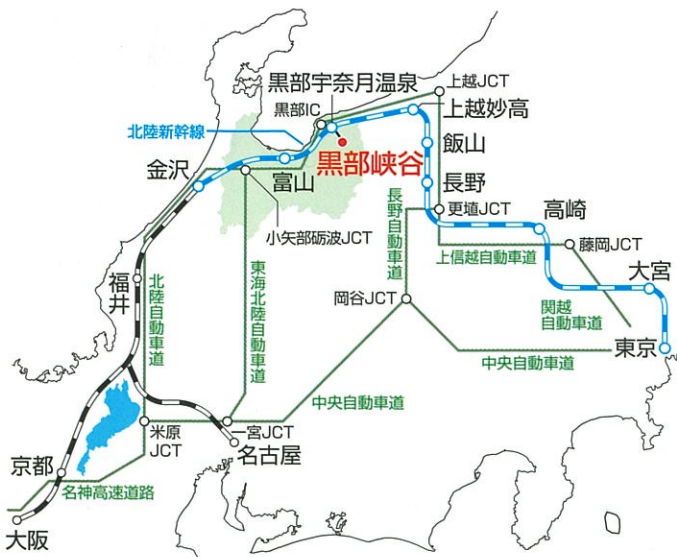 黒部宇奈月温泉
上越JCT
黒部IC
上越妙高
北陸新幹線
飯山
金沢
黒部峡谷
富山
長野
更埴JCT
高崎
小矢部砺波JCT
長野自動車道
上信越自動車道
藤岡JCT
大宮
福井
北陸自動車道
東海北陸自動車道
岡谷JCT
関越
自動車道
東京
中央自動車道
中央自動車道
米原
JCT
一宮JCT
名古屋
京都
名神高速道路
大阪